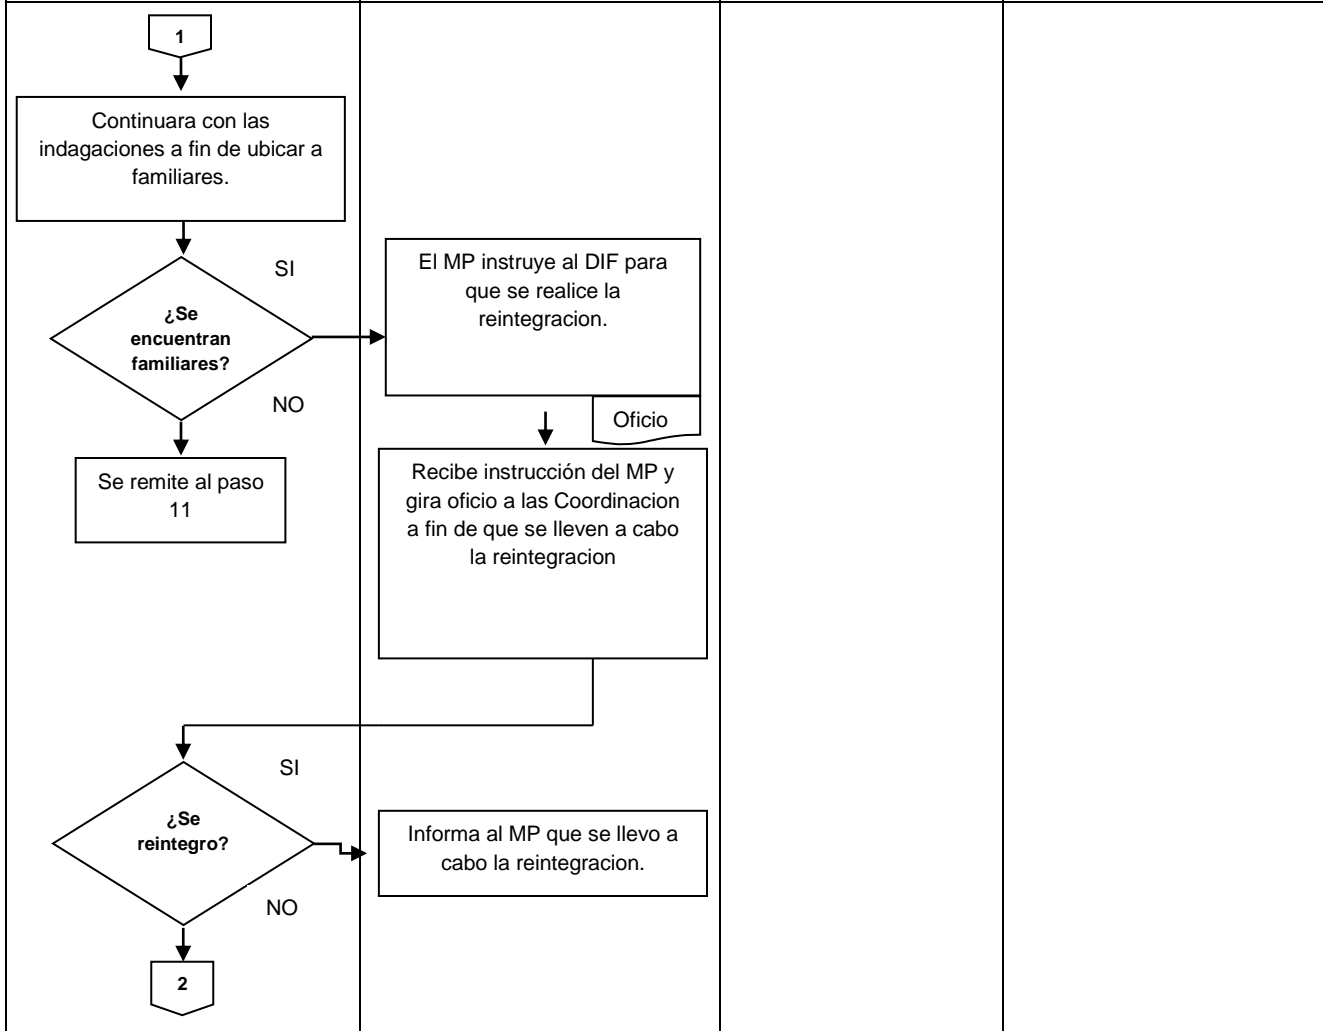 1
Continuara con las
indagaciones a fin de ubicar a
familiares.
SI
¿Se
encuentran
familiares?
NO
El MP instruye al DIF para
que se realice la
reintegracion.
Oficio
Se remite al paso
11
Recibe instrucción del MP y
gira oficio a las Coordinacion
a fin de que se lleven a cabo
la reintegracion
SI
¿Se
reintegro?
NO
Informa al MP que se llevo a
cabo la reintegracion.
2